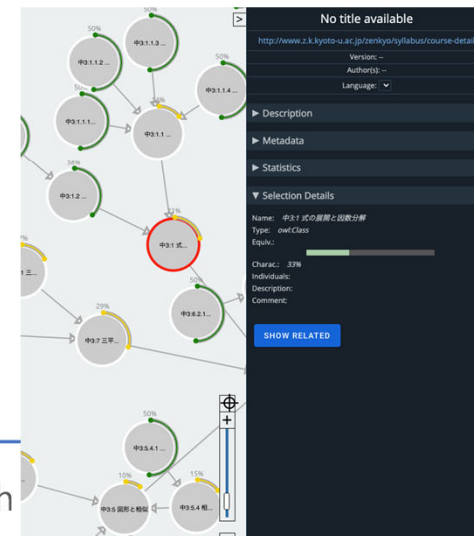 50%
>
No title available
http://www.z.k.kyoto-u.ac.jp/zenkyo/syllabus/course-detail
Version: --
Author(s): --
Language:
50%
中3:1.1.2 ...
中3:1.1.3 ...
50%
中3:1.1.4 ...
中3:1.1.1...
中3:1.1 ...
▶ Description
▶ Metadata
▶ Statistics
▼ Selection Details
38%
中3:1.2 ...
Name: 中3:1 式の展開と因数分解
Type: owl:Class
Equiv.:
Charac.: 33%
Individuals:
Description:
Comment:
中3:1 式...
三...
50%
中3:6.2.1...
SHOW RELATED
29%
中3:7 三平...
50%
中3:5.4.1 ...
+
10%
中3:5 図形と相似
15%
中3:5.4 相...
h